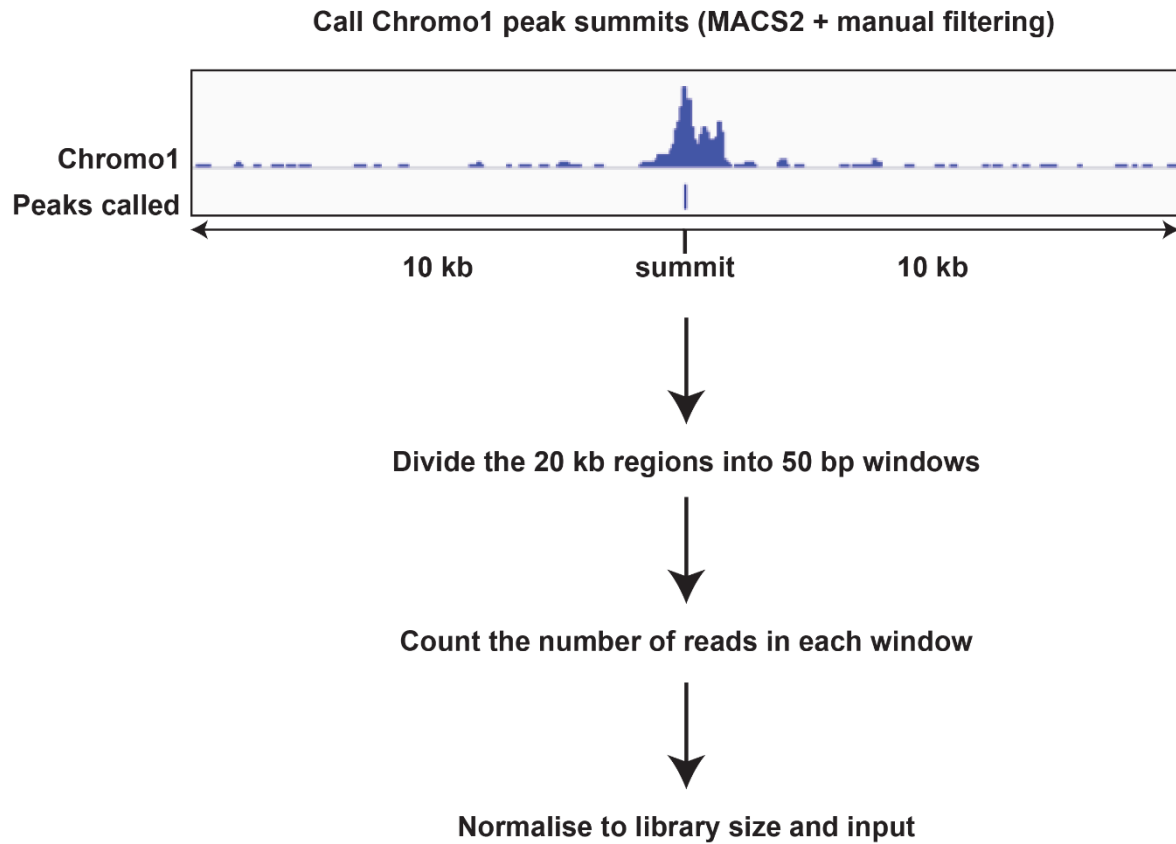 Call Chromo1 peak summits (MACS2 + manual filtering)
Chromo1
Peaks called
10 kb summit 10 kb
Divide the 20 kb regions into 50 bp windows
Count the number of reads in each window
Normalise to library size and input